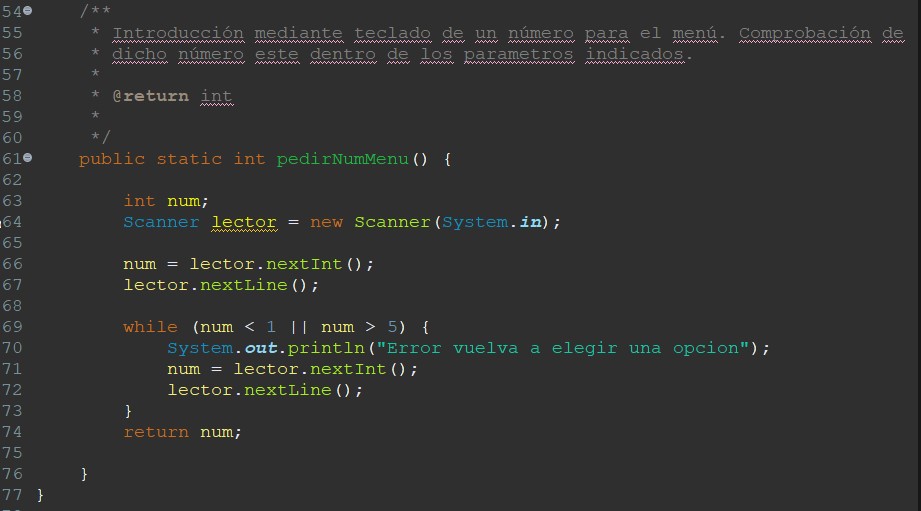 54 /**
55 * Introducción mediante teclado de un número para el menú. Comprobación de
56 * dicho número este dentro de los parametros indicados.
57 *
58 * @return int
59 *
60 */
61 public static int pedirNumMenu() {
62
63 int num;
64 Scanner lector = new Scanner(System.in);
65
66 num = lector.nextInt();
67 lector.nextLine();
68
69 while (num < 1 || num > 5) {
70 System.out.println("Error vuelva a elegir una opcion");
71 num = lector.nextInt();
72 lector.nextLine();
73 }
74 return num;
75
76 }
77 }